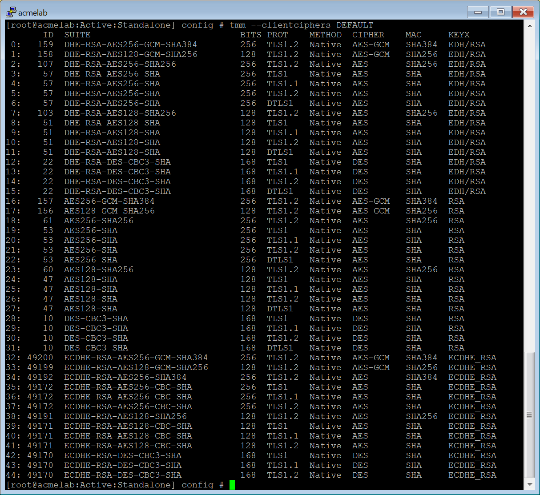 acmelab
[root@acmelab:Active:Standalone] config # tmm --clientciphers DEFAULT
ID SUITE BITS PROT METHOD CIPHER MAC KEYX
0: 159 DHE-RSA-AES256-GCM-SHA384 256 TLS1.2 Native AES-GCM SHA384 EDH/RSA
1: 158 DHE-RSA-AES128-GCM-SHA256 128 TLS1.2 Native AES-GCM SHA256 EDH/RSA
2: 107 DHE-RSA-AES256-SHA256 256 TLS1.2 Native AES SHA256 EDH/RSA
3: 57 DHE-RSA-AES256-SHA 256 TLS1 Native AES SHA EDH/RSA
4: 57 DHE-RSA-AES256-SHA 256 TLS1.1 Native AES SHA EDH/RSA
5: 57 DHE-RSA-AES256-SHA 256 TLS1.2 Native AES SHA EDH/RSA
6: 57 DHE-RSA-AES256-SHA 256 DTLS1 Native AES SHA EDH/RSA
7: 103 DHE-RSA-AES128-SHA256 128 TLS1.2 Native AES SHA256 EDH/RSA
8: 51 DHE-RSA-AES128-SHA 128 TLS1 Native AES SHA EDH/RSA
9: 51 DHE-RSA-AES128-SHA 128 TLS1.1 Native AES SHA EDH/RSA
10: 51 DHE-RSA-AES128-SHA 128 TLS1.2 Native AES SHA EDH/RSA
11: 51 DHE-RSA-AES128-SHA 128 DTLS1 Native AES SHA EDH/RSA
12: 22 DHE-RSA-DES-CBC3-SHA 168 TLS1 Native DES SHA EDH/RSA
13: 22 DHE-RSA-DES-CBC3-SHA 168 TLS1.1 Native DES SHA EDH/RSA
14: 22 DHE-RSA-DES-CBC3-SHA 168 TLS1.2 Native DES SHA EDH/RSA
15: 22 DHE-RSA-DES-CBC3-SHA 168 DTLS1 Native DES SHA EDH/RSA
16: 157 AES256-GCM-SHA384 256 TLS1.2 Native AES-GCM SHA384 RSA
17: 156 AES128-GCM-SHA256 128 TLS1.2 Native AES-GCM SHA256 RSA
18: 61 AES256-SHA256 256 TLS1.2 Native AES SHA256 RSA
19: 53 AES256-SHA 256 TLS1 Native AES SHA RSA
20: 53 AES256-SHA 256 TLS1.1 Native AES SHA RSA
21: 53 AES256-SHA 256 TLS1.2 Native AES SHA RSA
22: 53 AES256-SHA 256 DTLS1 Native AES SHA RSA
23: 60 AES128-SHA256 128 TLS1.2 Native AES SHA256 RSA
24: 47 AES128-SHA 128 TLS1 Native AES SHA RSA
25: 47 AES128-SHA 128 TLS1.1 Native AES SHA RSA
26: 47 AES128-SHA 128 TLS1.2 Native AES SHA RSA
27: 47 AES128-SHA 128 DTLS1 Native AES SHA RSA
28: 10 DES-CBC3-SHA 168 TLS1 Native DES SHA RSA
29: 10 DES-CBC3-SHA 168 TLS1.1 Native DES SHA RSA
30: 10 DES-CBC3-SHA 168 TLS1.2 Native DES SHA RSA
31: 10 DES-CBC3-SHA 168 DTLS1 Native DES SHA RSA
32: 49200 ECDHE-RSA-AES256-GCM-SHA384 256 TLS1.2 Native AES-GCM SHA384 ECDHE_RSA
33: 49199 ECDHE-RSA-AES128-GCM-SHA256 128 TLS1.2 Native AES-GCM SHA256 ECDHE_RSA
34: 49192 ECDHE-RSA-AES256-SHA384 256 TLS1.2 Native AES SHA384 ECDHE_RSA
35: 49172 ECDHE-RSA-AES256-CBC-SHA 256 TLS1 Native AES SHA ECDHE_RSA
36: 49172 ECDHE-RSA-AES256-CBC-SHA 256 TLS1.1 Native AES SHA ECDHE_RSA
37: 49172 ECDHE-RSA-AES256-CBC-SHA 256 TLS1.2 Native AES SHA ECDHE_RSA
38: 49191 ECDHE-RSA-AES128-SHA256 128 TLS1.2 Native AES SHA256 ECDHE_RSA
39: 49171 ECDHE-RSA-AES128-CBC-SHA 128 TLS1 Native AES SHA ECDHE_RSA
40: 49171 ECDHE-RSA-AES128-CBC-SHA 128 TLS1.1 Native AES SHA ECDHE_RSA
41: 49171 ECDHE-RSA-AES128-CBC-SHA 128 TLS1.2 Native AES SHA ECDHE_RSA
42: 49170 ECDHE-RSA-DES-CBC3-SHA 168 TLS1 Native DES SHA ECDHE_RSA
43: 49170 ECDHE-RSA-DES-CBC3-SHA 168 TLS1.1 Native DES SHA ECDHE_RSA
44: 49170 ECDHE-RSA-DES-CBC3-SHA 168 TLS1.2 Native DES SHA ECDHE_RSA
[root@acmelab:Active:Standalone] config #